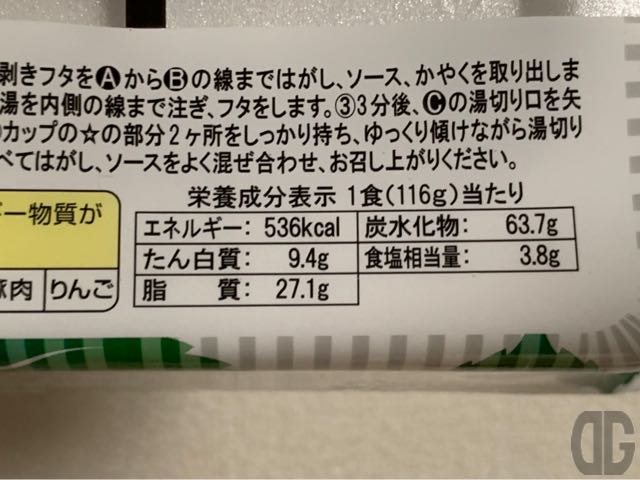 剥きフタをⒶからⒷの線まではがし、ソース、かやくを取り出しま
湯を内側の線まで注ぎ、フタをします。③3分後、Ⓒの湯切り口を矢
カップの☆の部分2ヶ所をしっかり持ち、ゆっくり傾けながら湯切り
べてはがし、ソースをよく混ぜ合わせ、お召し上がりください。
栄養成分表示 1食(116g)当たり
ギー物質が
エネルギー: 536kcal 炭水化物: 63.7g
たん白質: 9.4g 食塩相当量: 3.8g
豚肉 りんご
脂 質: 27.1g
DG